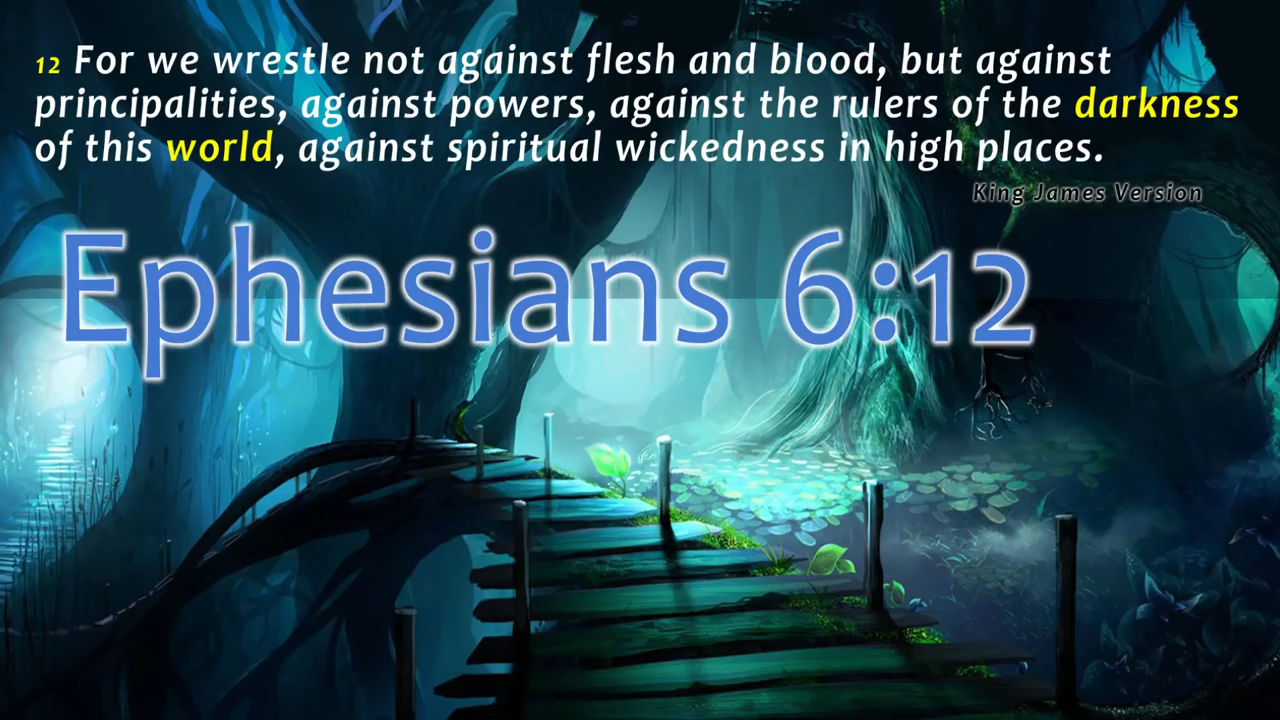 12 For we wrestle not against flesh and blood, but against
principalities, against powers, against the rulers of the darkness
of this world, against spiritual wickedness in high places.
King James Version
Ephesians 6:12